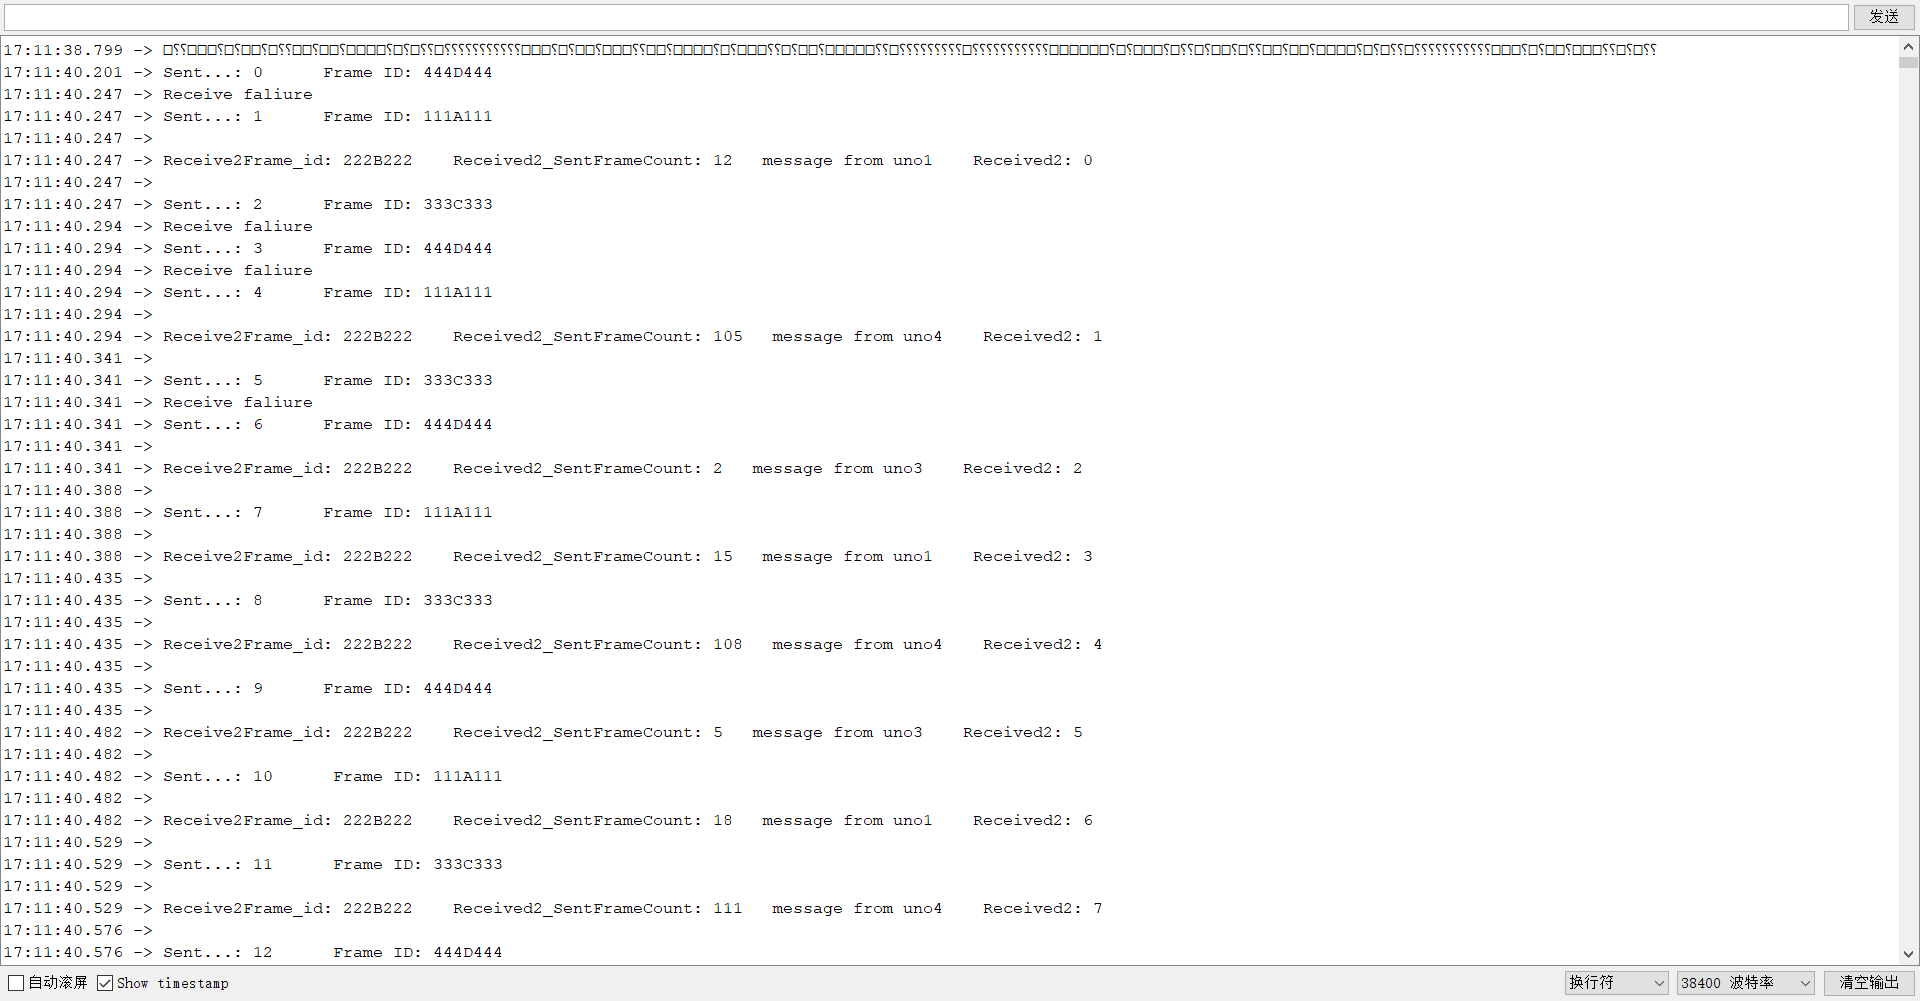 发送
17:11:38.799 ->
17:11:40.201 -> Sent...: 0      Frame ID: 444D444
17:11:40.247 -> Receive faliure
17:11:40.247 -> Sent...: 1      Frame ID: 111A111
17:11:40.247 ->
17:11:40.247 -> Receive2Frame_id: 222B222    Received2_SentFrameCount: 12   message from uno1    Received2: 0
17:11:40.247 ->
17:11:40.247 -> Sent...: 2      Frame ID: 333C333
17:11:40.294 -> Receive faliure
17:11:40.294 -> Sent...: 3      Frame ID: 444D444
17:11:40.294 -> Receive faliure
17:11:40.294 -> Sent...: 4      Frame ID: 111A111
17:11:40.294 ->
17:11:40.294 -> Receive2Frame_id: 222B222    Received2_SentFrameCount: 105   message from uno4    Received2: 1
17:11:40.341 ->
17:11:40.341 -> Sent...: 5      Frame ID: 333C333
17:11:40.341 -> Receive faliure
17:11:40.341 -> Sent...: 6      Frame ID: 444D444
17:11:40.341 ->
17:11:40.341 -> Receive2Frame_id: 222B222    Received2_SentFrameCount: 2   message from uno3    Received2: 2
17:11:40.388 ->
17:11:40.388 -> Sent...: 7      Frame ID: 111A111
17:11:40.388 ->
17:11:40.388 -> Receive2Frame_id: 222B222    Received2_SentFrameCount: 15   message from uno1    Received2: 3
17:11:40.435 ->
17:11:40.435 -> Sent...: 8      Frame ID: 333C333
17:11:40.435 ->
17:11:40.435 -> Receive2Frame_id: 222B222    Received2_SentFrameCount: 108   message from uno4    Received2: 4
17:11:40.435 ->
17:11:40.435 -> Sent...: 9      Frame ID: 444D444
17:11:40.435 ->
17:11:40.482 -> Receive2Frame_id: 222B222    Received2_SentFrameCount: 5   message from uno3    Received2: 5
17:11:40.482 ->
17:11:40.482 -> Sent...: 10      Frame ID: 111A111
17:11:40.482 ->
17:11:40.482 -> Receive2Frame_id: 222B222    Received2_SentFrameCount: 18   message from uno1    Received2: 6
17:11:40.529 ->
17:11:40.529 -> Sent...: 11      Frame ID: 333C333
17:11:40.529 ->
17:11:40.529 -> Receive2Frame_id: 222B222    Received2_SentFrameCount: 111   message from uno4    Received2: 7
17:11:40.576 ->
17:11:40.576 -> Sent...: 12      Frame ID: 444D444
自动滚屏 Show timestamp 换行符 38400 波特率 清空输出